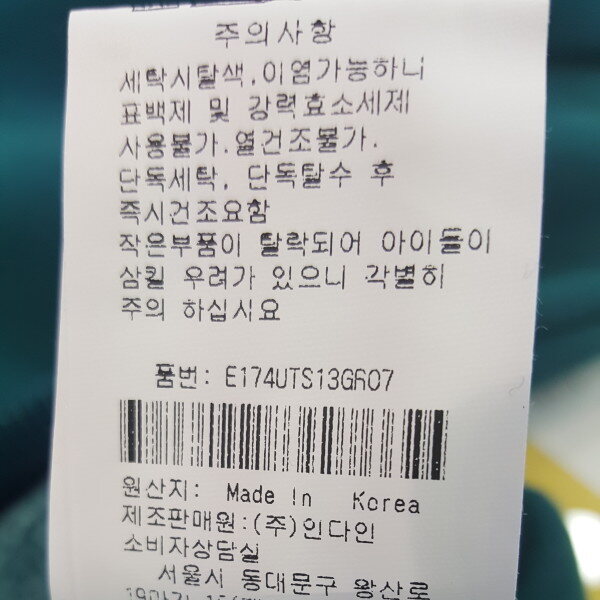 주의사항
세탁시탈색,이염가능하니
표백제 및 강력효소세제
사용불가.열건조불가.
단독세탁, 단독탈수 후
즉시건조요함
작은부품이 탈락되어 아이들이
삼킬 우려가 있으니 각별히
주의 하십시요
품번: E174UTS13GR07
원산지: Made In Korea
제조판매원:(주)인다인
소비자상담실
서울시 동대문구 왕산로